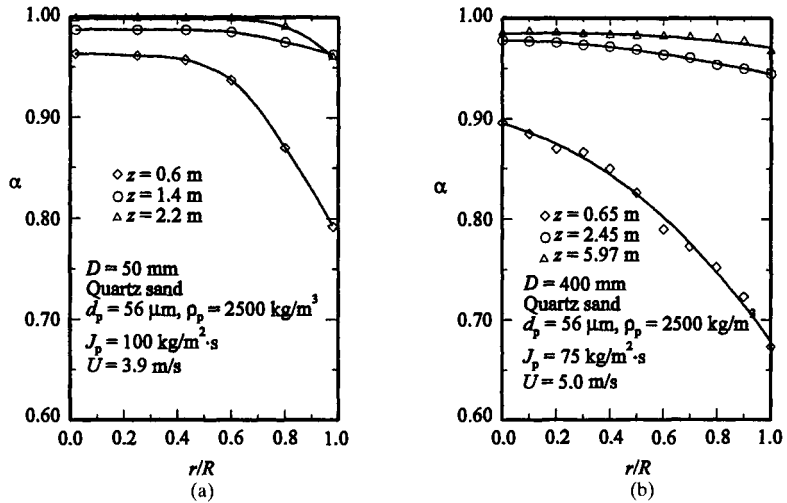 1.00
0.90
α
0.80
0.70
0.60
z = 0.6 m
z = 1.4 m
z = 2.2 m
D = 50 mm
Quartz sand
dp = 56 μm, ρp = 2500 kg/m³
Jp = 100 kg/m²·s
U = 3.9 m/s
0.0 0.2 0.4 0.6 0.8 1.0
r/R
(a)
1.00
0.90
α
0.80
0.70
0.60
z = 0.65 m
z = 2.45 m
z = 5.97 m
D = 400 mm
Quartz sand
dp = 56 μm, ρp = 2500 kg/m³
Jp = 75 kg/m²·s
U = 5.0 m/s
0.0 0.2 0.4 0.6 0.8 1.0
r/R
(b)